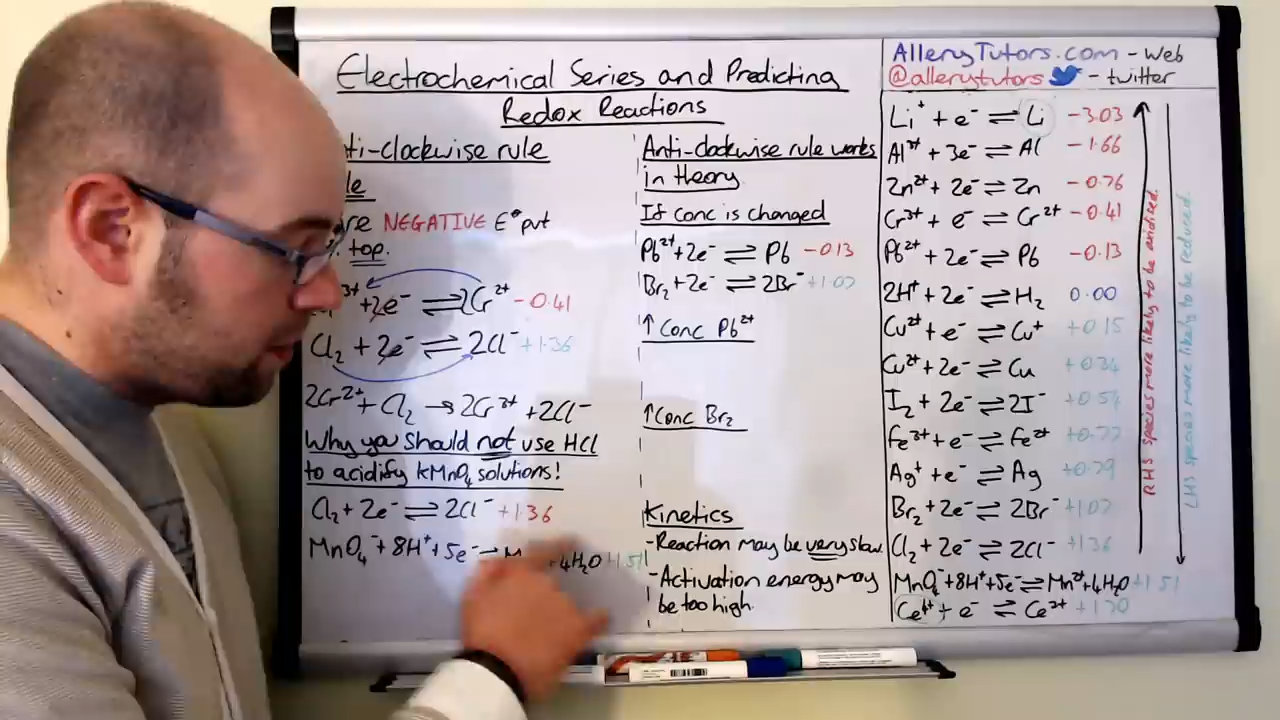 Electrochemical Series and Predicting
Redox Reactions
ti-clockwise rule
le
re NEGATIVE E⁰ put
top.
3+ + 2e⁻ ⇌ 2Cr²⁺ -0.41
Cl₂ + 2e⁻ ⇌ 2Cl⁻ +1.36
2Cr²⁺ + Cl₂ → 2Cr³⁺ + 2Cl⁻
Why you should not use HCl
to acidify KMnO₄ solutions!
Cl₂ + 2e⁻ ⇌ 2Cl⁻ +1.36
MnO₄⁻ + 8H⁺ + 5e⁻ + 4H₂O +1.51
Anti-clockwise rule works
in theory
If conc is changed
Pb²⁺ + 2e⁻ ⇌ Pb -0.13
Br₂ + 2e⁻ ⇌ 2Br⁻ +1.07
↑ Conc Pb²⁺
↑ Conc Br₂
Kinetics
- Reaction may be very slow.
- Activation energy may
be too high.
AlleryTutors.com - web
@allerytutors - twitter
Li⁺ + e⁻ ⇌ Li -3.03
Al³⁺ + 3e⁻ ⇌ Al -1.66
Zn²⁺ + 2e⁻ ⇌ Zn -0.76
Cr³⁺ + e⁻ ⇌ Cr²⁺ -0.41
Pb²⁺ + 2e⁻ ⇌ Pb -0.13
2H⁺ + 2e⁻ ⇌ H₂ 0.00
Cu²⁺ + e⁻ ⇌ Cu⁺ +0.15
Cu²⁺ + 2e⁻ ⇌ Cu +0.34
I₂ + 2e⁻ ⇌ 2I⁻ +0.54
Fe³⁺ + e⁻ ⇌ Fe²⁺ +0.77
Ag⁺ + e⁻ ⇌ Ag +0.79
Br₂ + 2e⁻ ⇌ 2Br⁻ +1.07
Cl₂ + 2e⁻ ⇌ 2Cl⁻ +1.36
MnO₄⁻ + 8H⁺ + 5e⁻ ⇌ Mn²⁺ + 4H₂O +1.51
Ce⁴⁺ + e⁻ ⇌ Ce³⁺ +1.70
RHS species more likely to be oxidised.
LHS species more likely to be reduced.